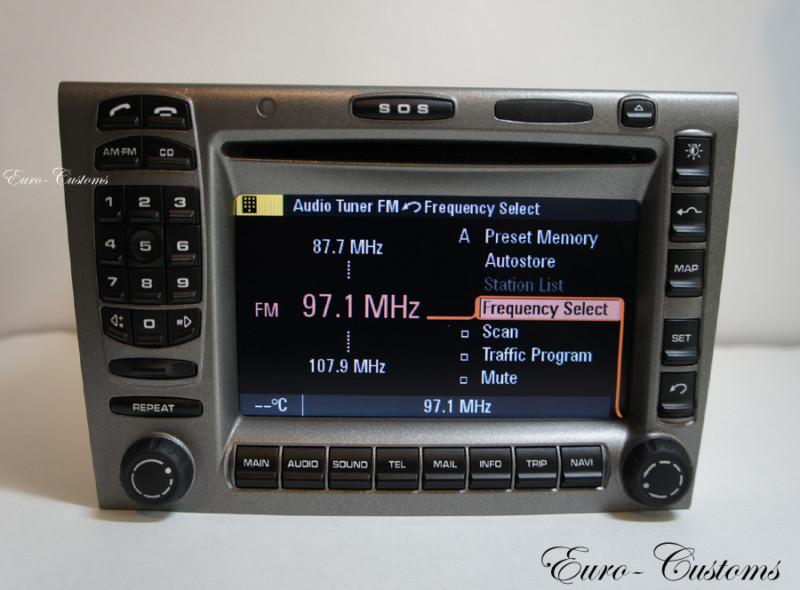 SOS
AM·FM CD
Euro-Customs
1 2 3
4 5 6
7 8 9
0 #
Audio Tuner FM Frequency Select
87.7 MHz
FM 97.1 MHz
107.9 MHz
A Preset Memory
Autostore
Station List
Frequency Select
Scan
Traffic Program
Mute
--°C 97.1 MHz
MAP
SET
REPEAT
MAIN AUDIO SOUND TEL MAIL INFO TRIP NAVI
Euro-Customs